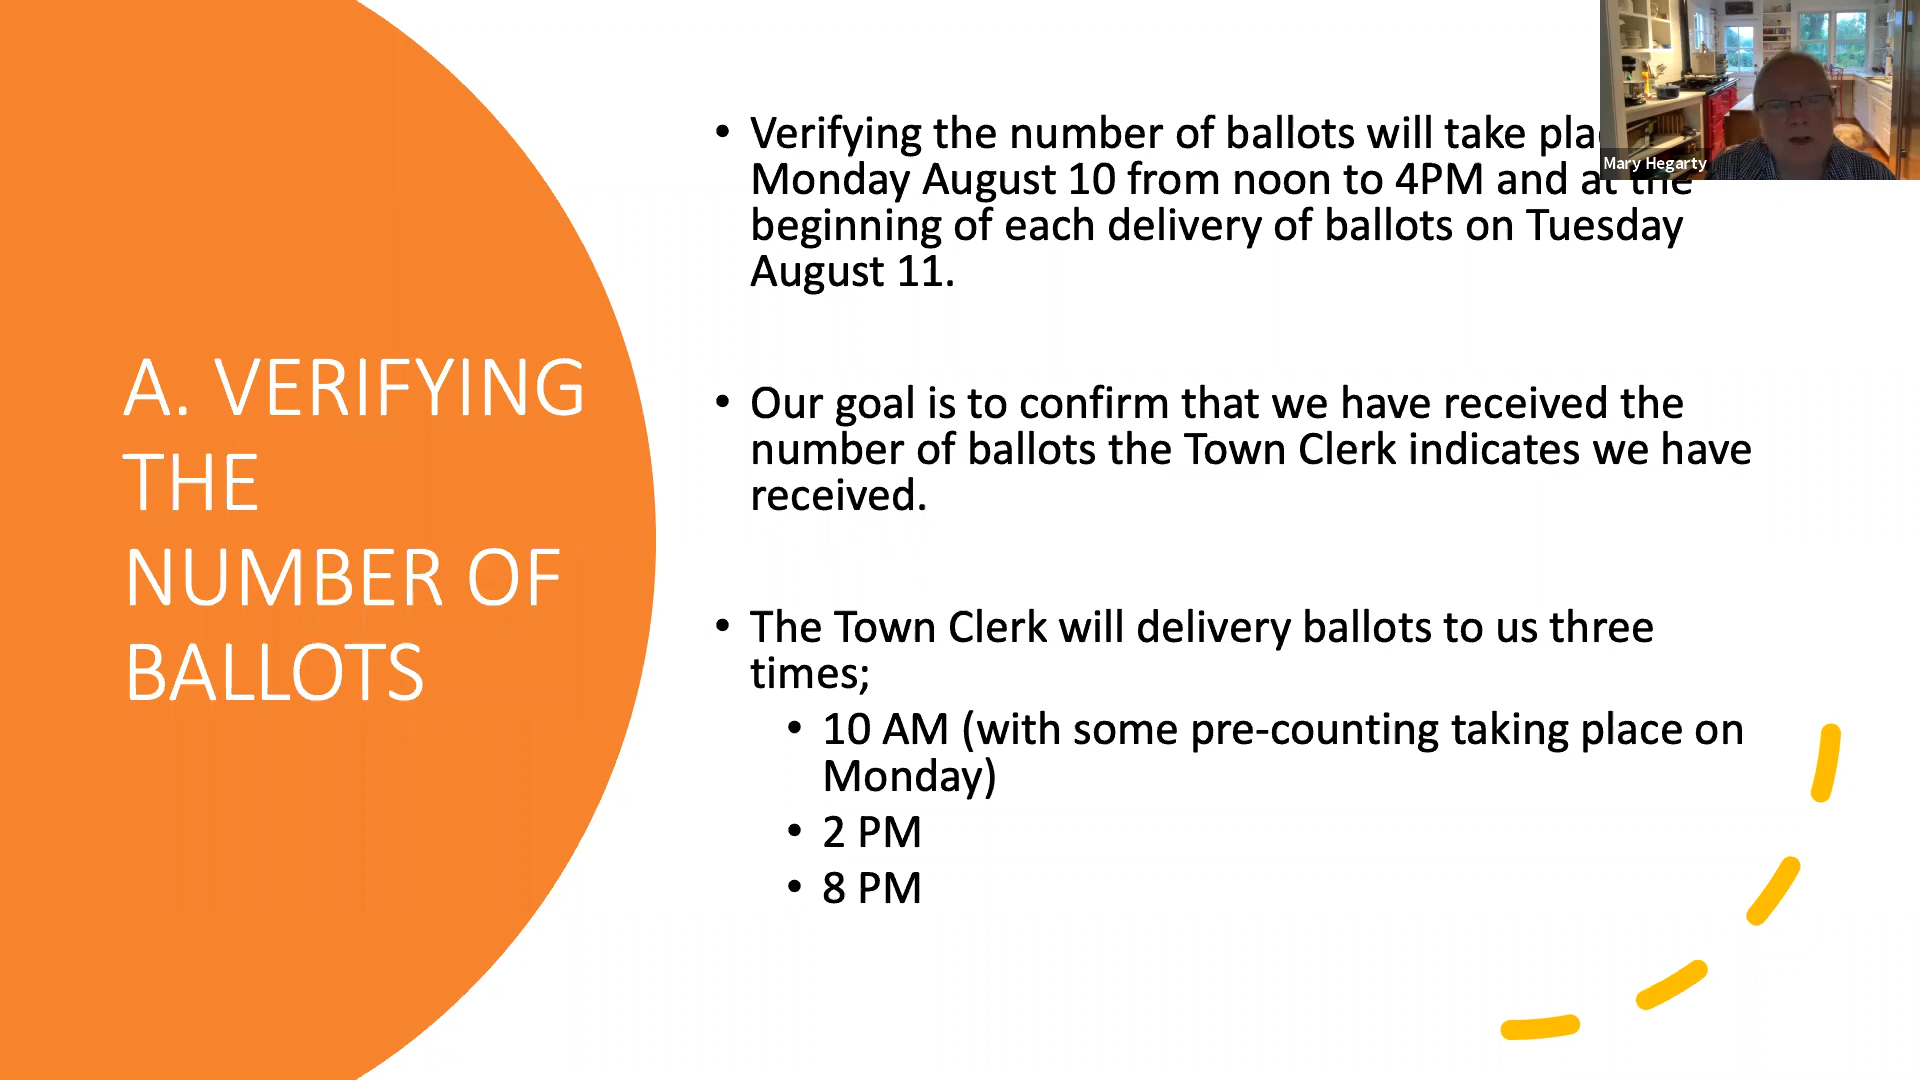 A. VERIFYING
THE
NUMBER OF
BALLOTS
• Verifying the number of ballots will take
Monday August 10 from noon to 4PM and at the
beginning of each delivery of ballots on Tuesday
August 11.
• Our goal is to confirm that we have received the
number of ballots the Town Clerk indicates we have
received.
• The Town Clerk will delivery ballots to us three
times;
• 10 AM (with some pre-counting taking place on
Monday)
• 2 PM
• 8 PM
Mary Hegarty